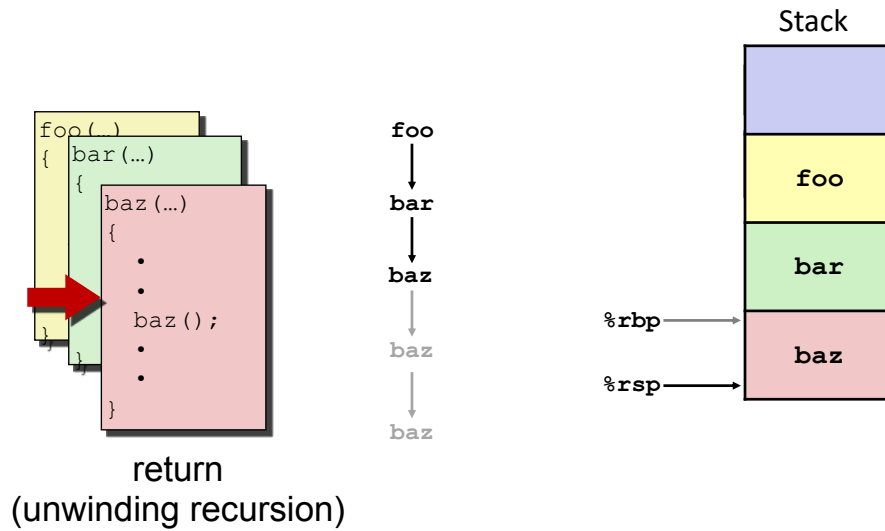 Stack
foo(…)
{
bar(…)
{
baz(…)
{
•
•
baz();
•
•
}
}
}
return
(unwinding recursion)
foo
bar
baz
baz
baz
foo
bar
%rbp
baz
%rsp